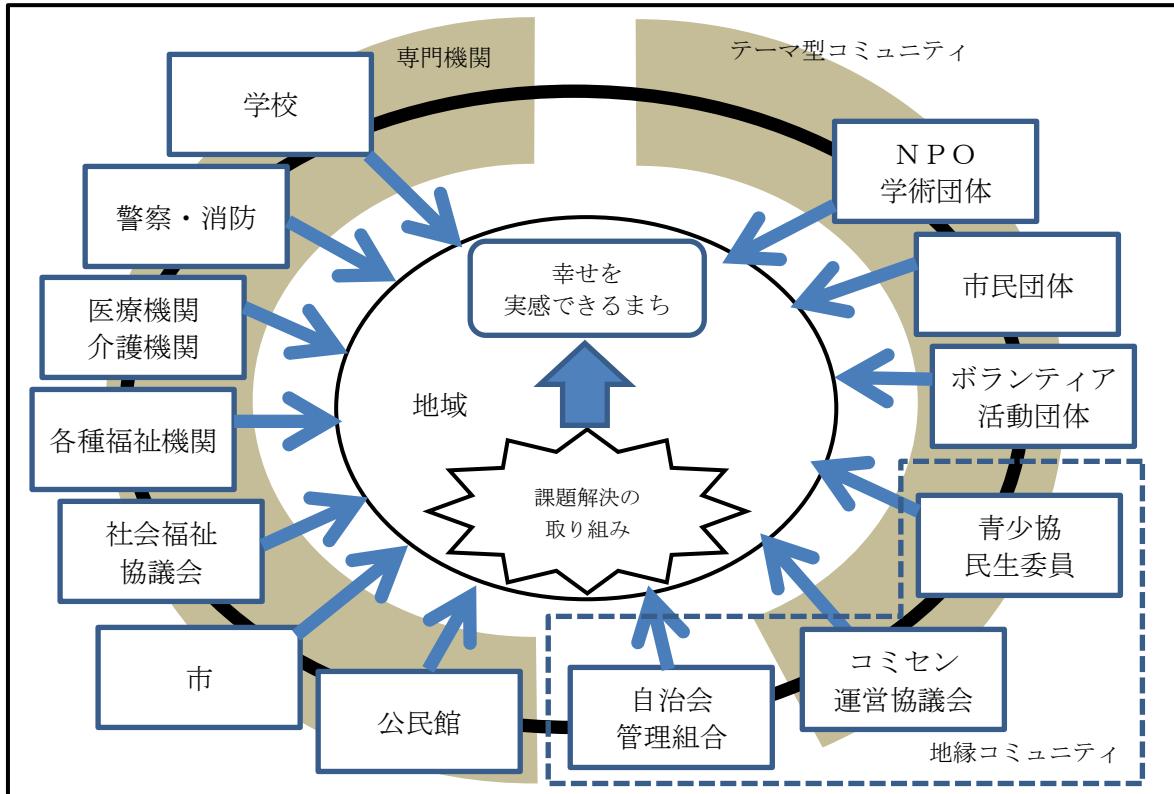 専門機関
テーマ型コミュニティ
学校
警察・消防
医療機関
介護機関
各種福祉機関
社会福祉
協議会
市
公民館
自治会
管理組合
コミセン
運営協議会
青少協
民生委員
ボランティア
活動団体
市民団体
ＮＰＯ
学術団体
幸せを
実感できるまち
地域
課題解決の
取り組み
地縁コミュニティ